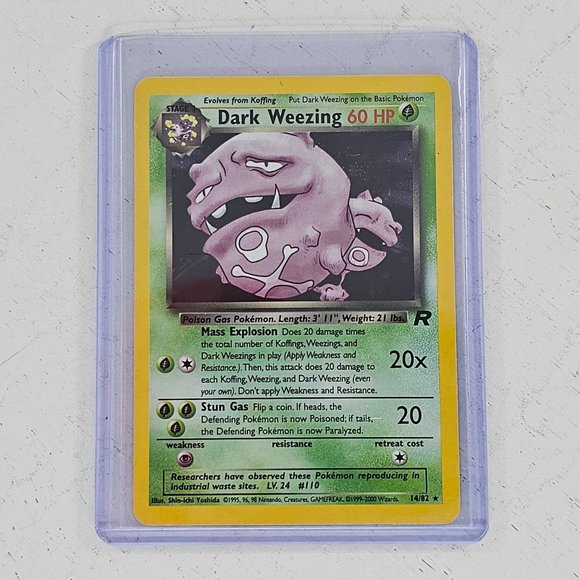 Evolves from Koffing Put Dark Weezing on the Basic Pokémon
STAGE 1
Dark Weezing 60 HP
Poison Gas Pokémon. Length: 3' 11", Weight: 21 lbs.
R
Mass Explosion Does 20 damage times
the total number of Koffings, Weezings, and
Dark Weezings in play (Apply Weakness and
Resistance.) Then, this attack does 20 damage to
each Koffing, Weezing, and Dark Weezing (even
your own). Don't apply Weakness and Resistance.
20x
Stun Gas Flip a coin. If heads, the
Defending Pokémon is now Poisoned; if tails,
the Defending Pokémon is now Paralyzed.
20
weakness resistance retreat cost
Researchers have observed these Pokémon reproducing in
industrial waste sites. LV. 24 #110
Illus. Shin-ichi Yoshida ©1995, 96, 98 Nintendo, Creatures, GAMEFREAK. ©1999-2000 Wizards. 14/82 ★